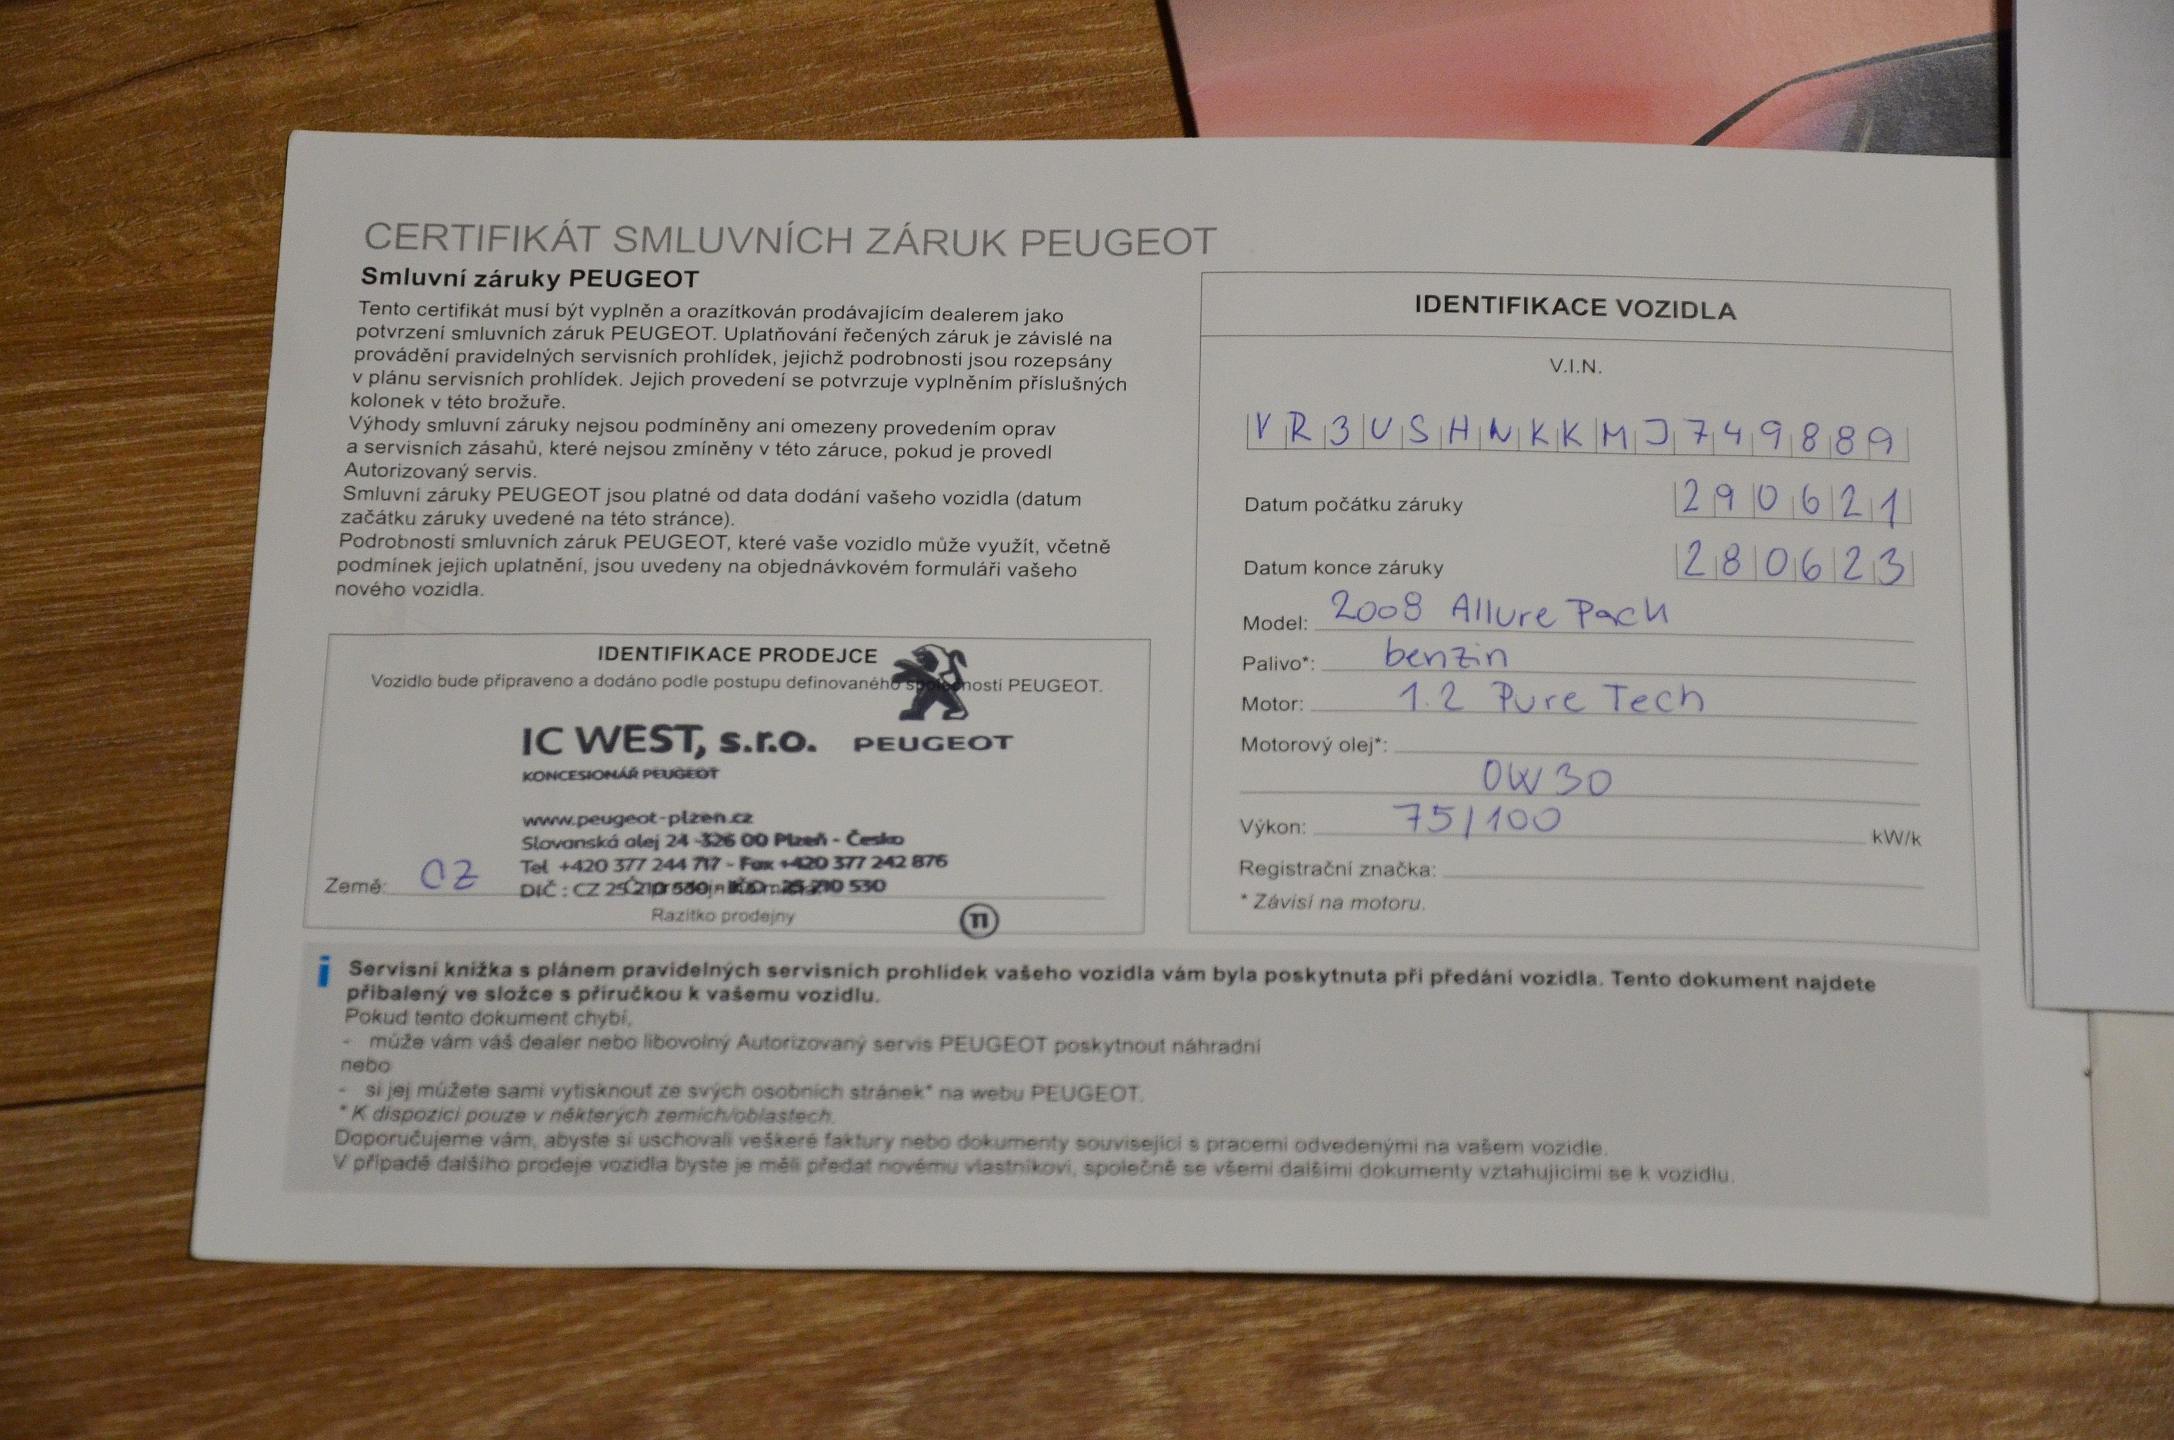 CERTIFIKÁT SMLUVNÍCH ZÁRUK PEUGEOT
Smluvní záruky PEUGEOT
Tento certifikát musí být vyplněn a orazítkován prodávajícím dealerem jako
potvrzení smluvních záruk PEUGEOT. Uplatňování řečených záruk je závislé na
provádění pravidelných servisních prohlídek, jejichž podrobnosti jsou rozepsány
v plánu servisních prohlídek. Jejich provedení se potvrzuje vyplněním příslušných
kolonek v této brožuře.
Výhody smluvní záruky nejsou podmíněny ani omezeny provedením oprav
a servisních zásahů, které nejsou zmíněny v této záruce, pokud je provedl
Autorizovaný servis.
Smluvní záruky PEUGEOT jsou platné od data dodání vašeho vozidla (datum
začátku záruky uvedené na této stránce).
Podrobnosti smluvních záruk PEUGEOT, které vaše vozidlo může využít, včetně
podmínek jejich uplatnění, jsou uvedeny na objednávkovém formuláři vašeho
nového vozidla.
IDENTIFIKACE PRODEJCE
Vozidlo bude připraveno a dodáno podle postupu definovaného společností PEUGEOT.
IC WEST, s.r.o. PEUGEOT
KONCESIONÁŘ PEUGEOT
www.peugeot-plzen.cz
Slovanská alej 24 -326 00 Plzeň - Česko
Tel +420 377 244 717 - Fax +420 377 242 876
DIČ : CZ 25 210 530 - IČO : 25 210 530
Země: CZ
Razítko prodejny
11
IDENTIFIKACE VOZIDLA
V.I.N.
VR3USHNKKMJ749889
Datum počátku záruky 290621
Datum konce záruky 280623
Model: 2008 Allure Pack
Palivo*: benzin
Motor: 1.2 Pure Tech
Motorový olej*:
0W30
Výkon: 75/100 kW/k
Registrační značka:
* Závisí na motoru.
i Servisní knížka s plánem pravidelných servisních prohlídek vašeho vozidla vám byla poskytnuta při předání vozidla. Tento dokument najdete
přibalený ve složce s příručkou k vašemu vozidlu.
Pokud tento dokument chybí,
- může vám váš dealer nebo libovolný Autorizovaný servis PEUGEOT poskytnout náhradní
nebo
- si jej můžete sami vytisknout ze svých osobních stránek* na webu PEUGEOT.
* K dispozici pouze v některých zemích/oblastech.
Doporučujeme vám, abyste si uschovali veškeré faktury nebo dokumenty související s pracemi odvedenými na vašem vozidle.
V případě dalšího prodeje vozidla byste je měli předat novému vlastníkovi, společně se všemi dalšími dokumenty vztahujícími se k vozidlu.